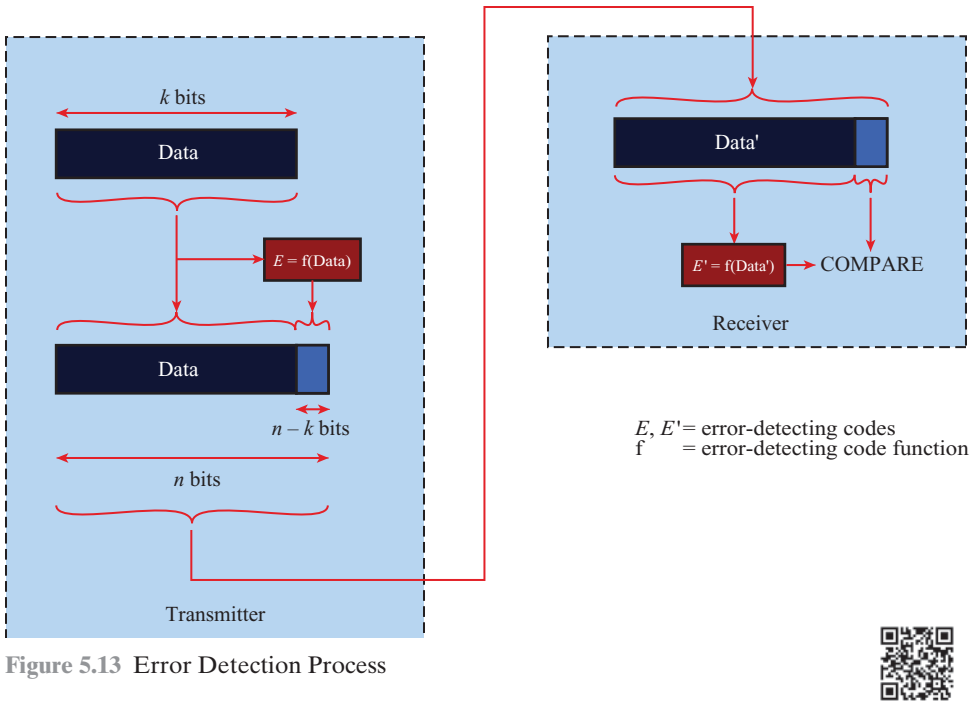 k bits
Data
E = f(Data)
Data
n – k bits
n bits
Transmitter
Data'
E' = f(Data')
COMPARE
Receiver
E, E' = error-detecting codes
f = error-detecting code function
Figure 5.13 Error Detection Process